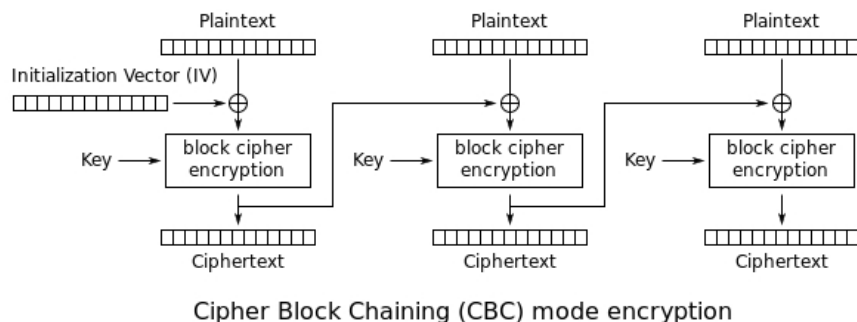 Plaintext
Plaintext
Plaintext
Initialization Vector (IV)
Key
block cipher
encryption
Key
block cipher
encryption
Key
block cipher
encryption
Ciphertext
Ciphertext
Ciphertext
Cipher Block Chaining (CBC) mode encryption